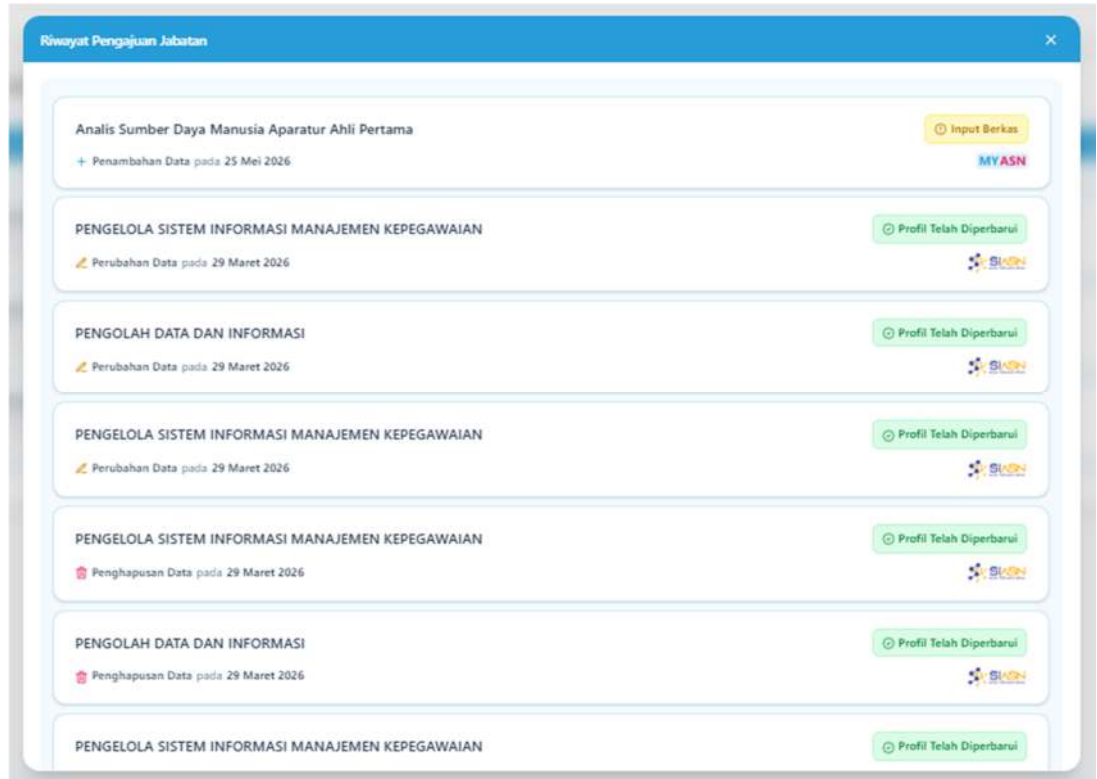 Riwayat Pengajuan Jabatan
Analis Sumber Daya Manusia Aparatur Ahli Pertama
Input Berkas
Penambahan Data pada 25 Mei 2026
MYASN
PENGELOLA SISTEM INFORMASI MANAJEMEN KEPEGAWAIAN
Profil Telah Diperbarui
Perubahan Data pada 29 Maret 2026
SIASN
PENGOLAH DATA DAN INFORMASI
Profil Telah Diperbarui
Perubahan Data pada 29 Maret 2026
SIASN
PENGELOLA SISTEM INFORMASI MANAJEMEN KEPEGAWAIAN
Profil Telah Diperbarui
Perubahan Data pada 29 Maret 2026
SIASN
PENGELOLA SISTEM INFORMASI MANAJEMEN KEPEGAWAIAN
Profil Telah Diperbarui
Penghapusan Data pada 29 Maret 2026
SIASN
PENGOLAH DATA DAN INFORMASI
Profil Telah Diperbarui
Penghapusan Data pada 29 Maret 2026
SIASN
PENGELOLA SISTEM INFORMASI MANAJEMEN KEPEGAWAIAN
Profil Telah Diperbarui